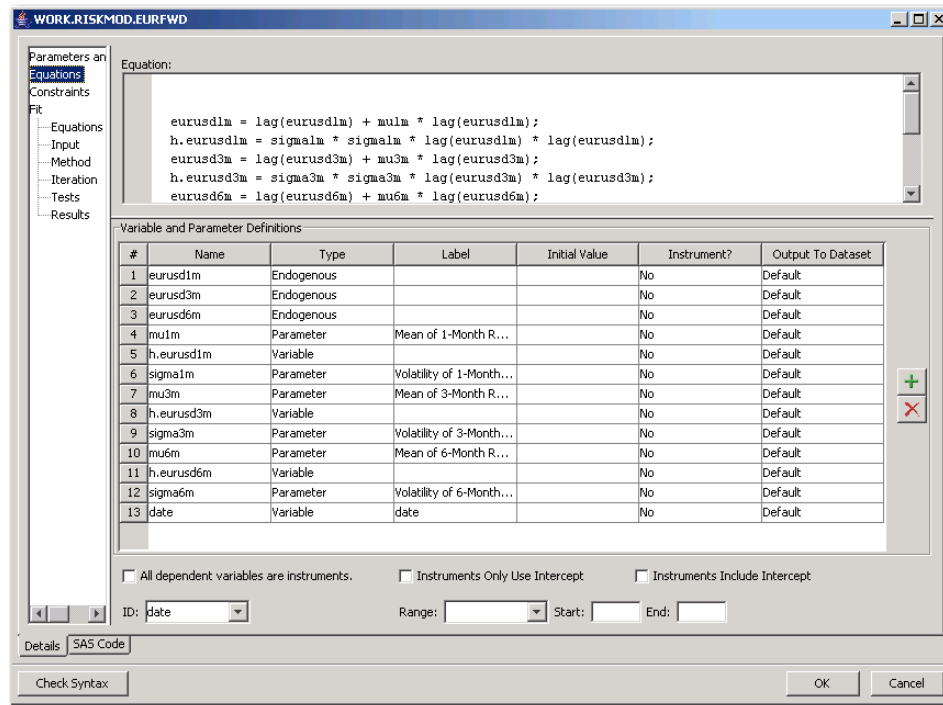 WORK.RISKMOD.EURFWD
Parameters an
Equations
Constraints
Fit
Equations
Input
Method
Iteration
Tests
Results
Equation:
eurusd1m = lag(eurusd1m) + mu1m * lag(eurusd1m);
h.eurusd1m = sigma1m * sigma1m * lag(eurusd1m) * lag(eurusd1m);
eurusd3m = lag(eurusd3m) + mu3m * lag(eurusd3m);
h.eurusd3m = sigma3m * sigma3m * lag(eurusd3m) * lag(eurusd3m);
eurusd6m = lag(eurusd6m) + mu6m * lag(eurusd6m);
Variable and Parameter Definitions
# Name Type Label Initial Value Instrument? Output To Dataset
1 eurusd1m Endogenous No Default
2 eurusd3m Endogenous No Default
3 eurusd6m Endogenous No Default
4 mu1m Parameter Mean of 1-Month R... No Default
5 h.eurusd1m Variable No Default
6 sigma1m Parameter Volatility of 1-Month... No Default
7 mu3m Parameter Mean of 3-Month R... No Default
8 h.eurusd3m Variable No Default
9 sigma3m Parameter Volatility of 3-Month... No Default
10 mu6m Parameter Mean of 6-Month R... No Default
11 h.eurusd6m Variable No Default
12 sigma6m Parameter Volatility of 6-Month... No Default
13 date Variable date No Default
All dependent variables are instruments. Instruments Only Use Intercept Instruments Include Intercept
ID: date Range: Start: End:
Details SAS Code
Check Syntax OK Cancel